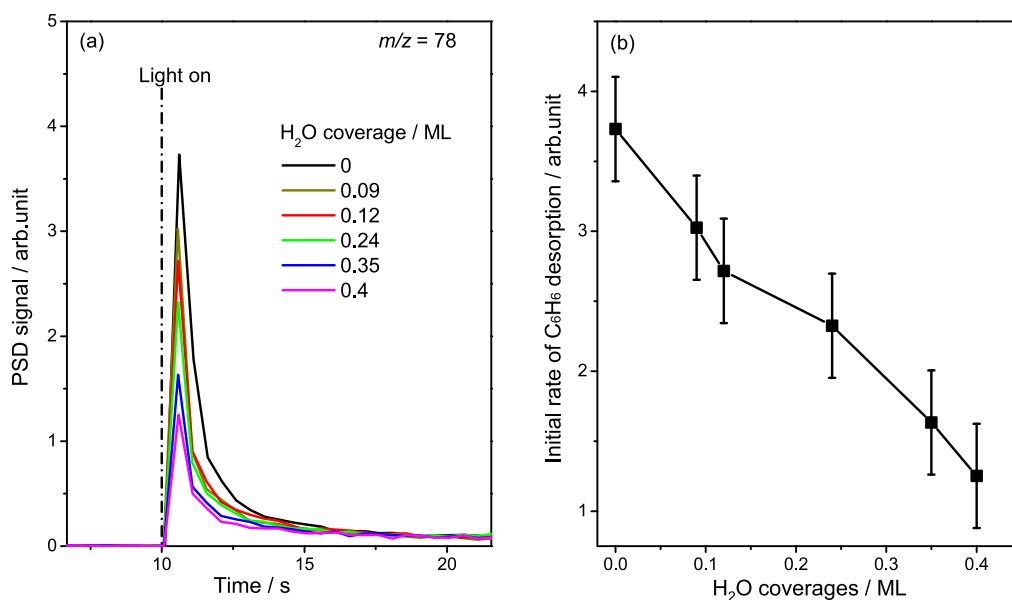 (a)
m/z = 78
Light on
H₂O coverage / ML
0
0.09
0.12
0.24
0.35
0.4
5
4
3
2
1
0
10
15
20
PSD signal / arb.unit
Time / s
(b)
4
3
2
1
0.0
0.1
0.2
0.3
0.4
Initial rate of C₆H₆ desorption / arb.unit
H₂O coverages / ML